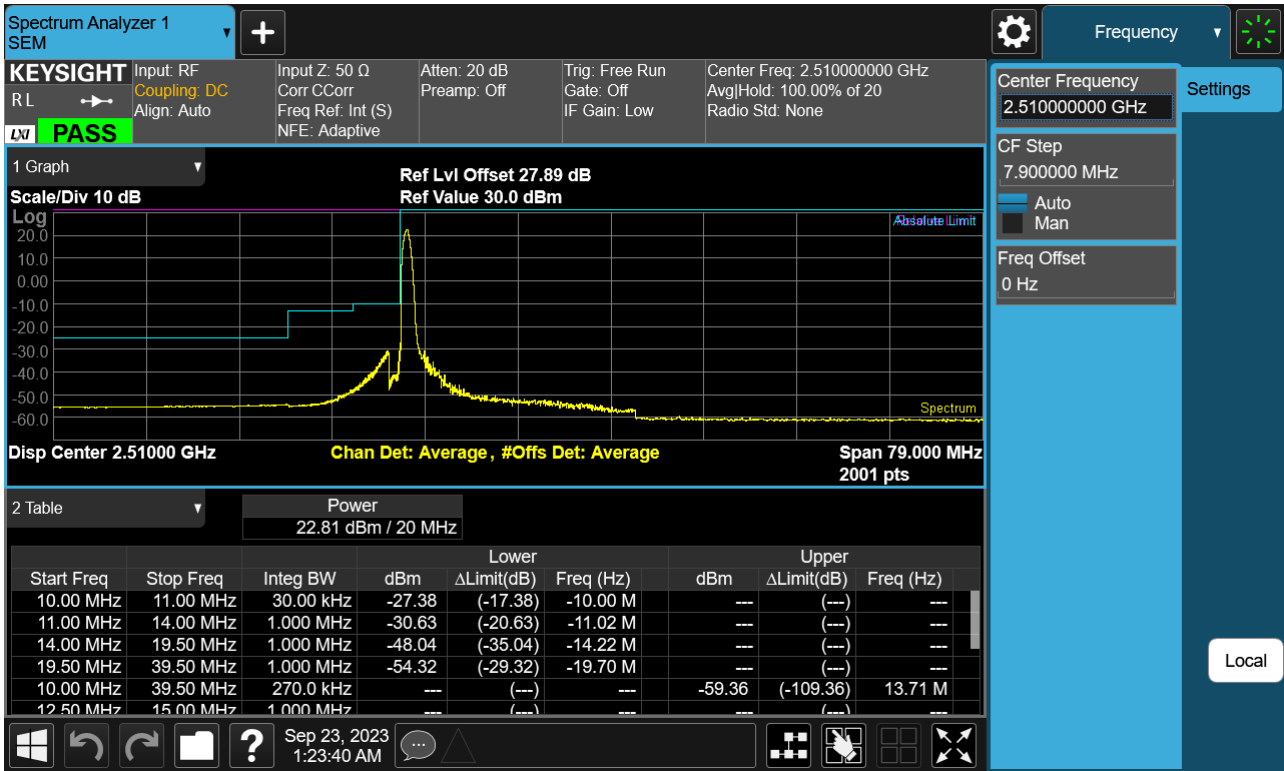 Spectrum Analyzer 1
SEM
Frequency
KEYSIGHT
R L
LXI
PASS
Input: RF
Coupling: DC
Align: Auto
Input Z: 50 Ω
Corr CCorr
Freq Ref: Int (S)
NFE: Adaptive
Atten: 20 dB
Preamp: Off
Trig: Free Run
Gate: Off
IF Gain: Low
Center Freq: 2.510000000 GHz
Avg|Hold: 100.00% of 20
Radio Std: None
Center Frequency
2.510000000 GHz
Settings
CF Step
7.900000 MHz
Auto
Man
Freq Offset
0 Hz
Local
1 Graph
Scale/Div 10 dB
Ref Lvl Offset 27.89 dB
Ref Value 30.0 dBm
Log
20.0
10.0
0.00
-10.0
-20.0
-30.0
-40.0
-50.0
-60.0
Absolute Limit
Spectrum
Disp Center 2.51000 GHz
Chan Det: Average, #Offs Det: Average
Span 79.000 MHz
2001 pts
2 Table
Power
22.81 dBm / 20 MHz
Lower Upper
Start Freq Stop Freq Integ BW dBm ΔLimit(dB) Freq (Hz) dBm ΔLimit(dB) Freq (Hz)
10.00 MHz 11.00 MHz 30.00 kHz -27.38 (-17.38) -10.00 M --- (---) ---
11.00 MHz 14.00 MHz 1.000 MHz -30.63 (-20.63) -11.02 M --- (---) ---
14.00 MHz 19.50 MHz 1.000 MHz -48.04 (-35.04) -14.22 M --- (---) ---
19.50 MHz 39.50 MHz 1.000 MHz -54.32 (-29.32) -19.70 M --- (---) ---
10.00 MHz 39.50 MHz 270.0 kHz --- (---) --- -59.36 (-109.36) 13.71 M
12.50 MHz 15.00 MHz 1.000 MHz --- (---) --- --- (---) ---
Sep 23, 2023
1:23:40 AM